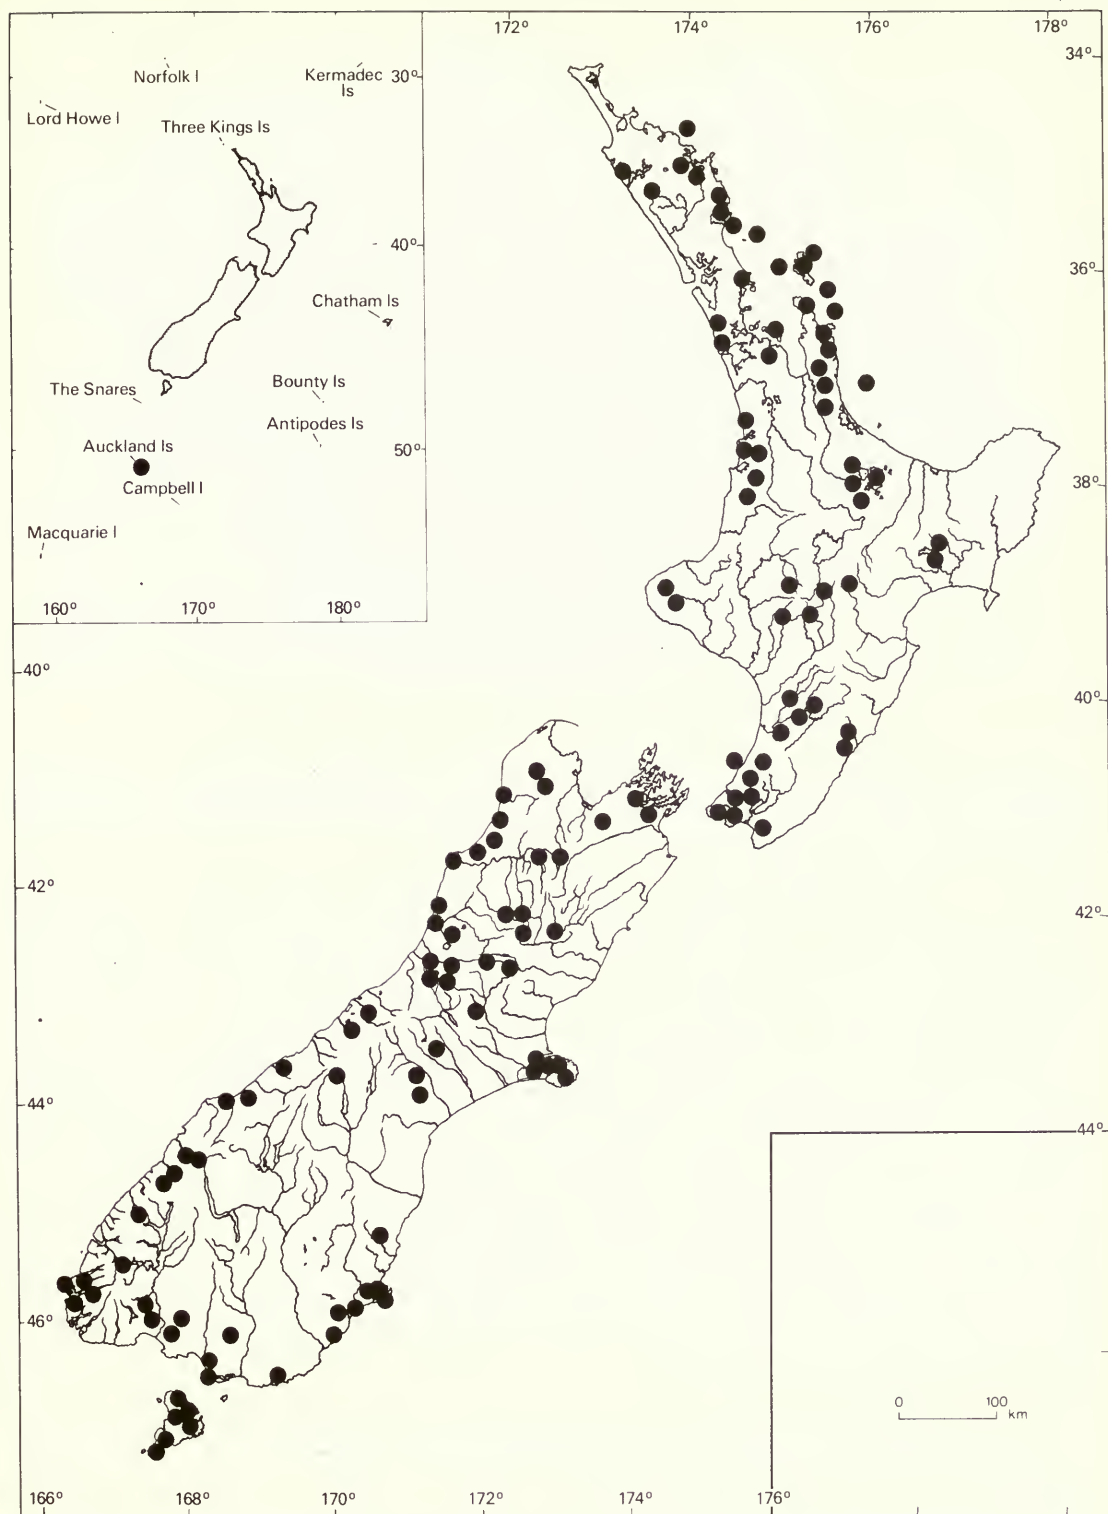 172° 174° 176° 178°
34°
Norfolk I
Kermadec Is
30°
Lord Howe I
Three Kings Is
40°
36°
Chatham Is
The Snares
Bounty Is
Antipodes Is
Auckland Is
50°
Campbell I
38°
Macquarie I
160° 170° 180°
40°
40°
42°
42°
44°
44°
46°
0 100
km
166° 168° 170° 172° 174° 176°